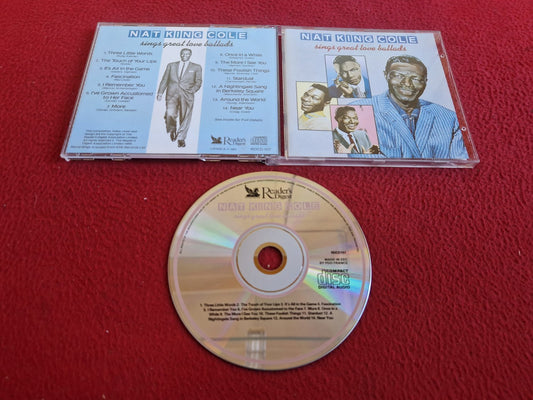 NAT KING COLE
sings great love ballads
1. Three Little Words
2. The Touch of Your Lips
3. It's All in the Game
4. Fascination
5. I Remember You
6. I've Grown Accustomed
to Her Face
7. More
8. Once in a While
9. The More I See You
10. These Foolish Things
11. Stardust
12. A Nightingale Sang
in Berkeley Square
13. Around the World
14. Near You
Reader's
Digest
NAT KING COLE
sings great love ballads
Reader's
Digest
NAT KING COLE
sings great love ballads
MADE IN
COMPACT
disc
DIGITAL AUDIO
1. Three Little Words 2. The Touch of Your Lips 3. It's All in the Game 4. Fascination
5. I Remember You 6. I've Grown Accustomed to Her Face 7. More 8. Once in a
While 9. The More I See You 10. These Foolish Things 11. Stardust 12. A
Nightingale Sang in Berkeley Square 13. Around the World 14. Near You